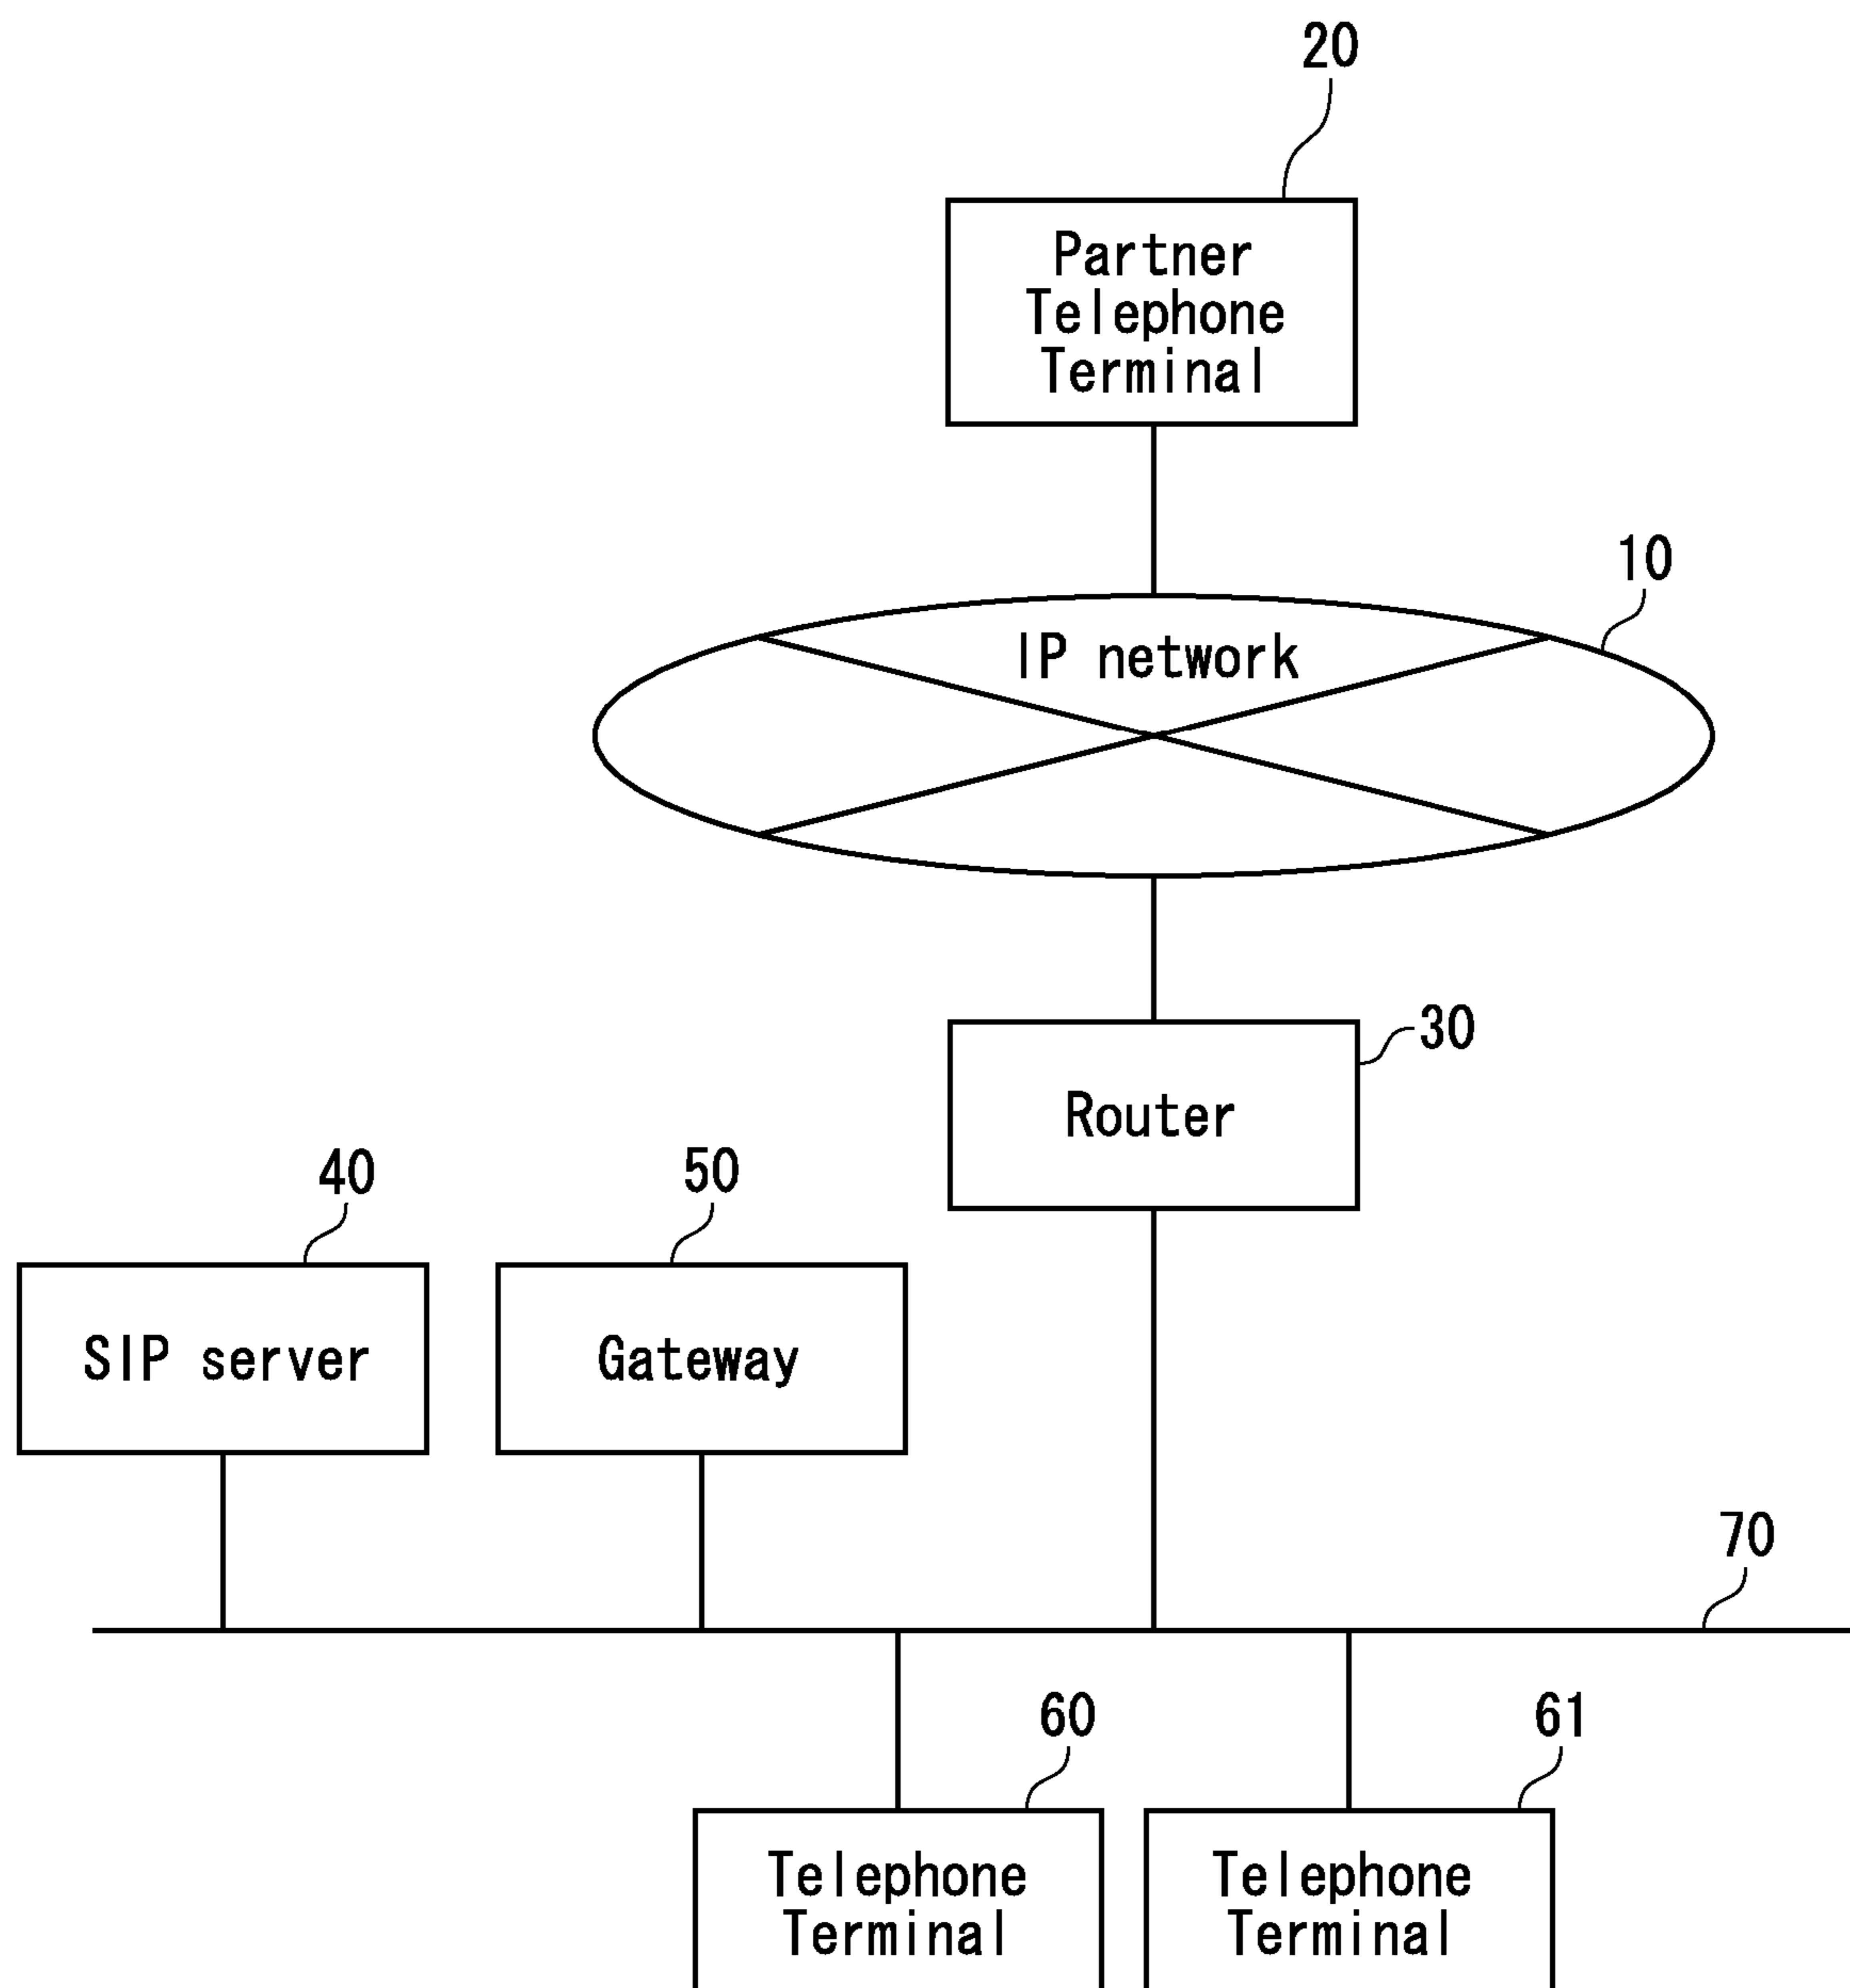 20
Partner
Telephone
Terminal
10
IP network
30
Router
40
50
SIP server
Gateway
70
60
61
Telephone
Terminal
Telephone
Terminal